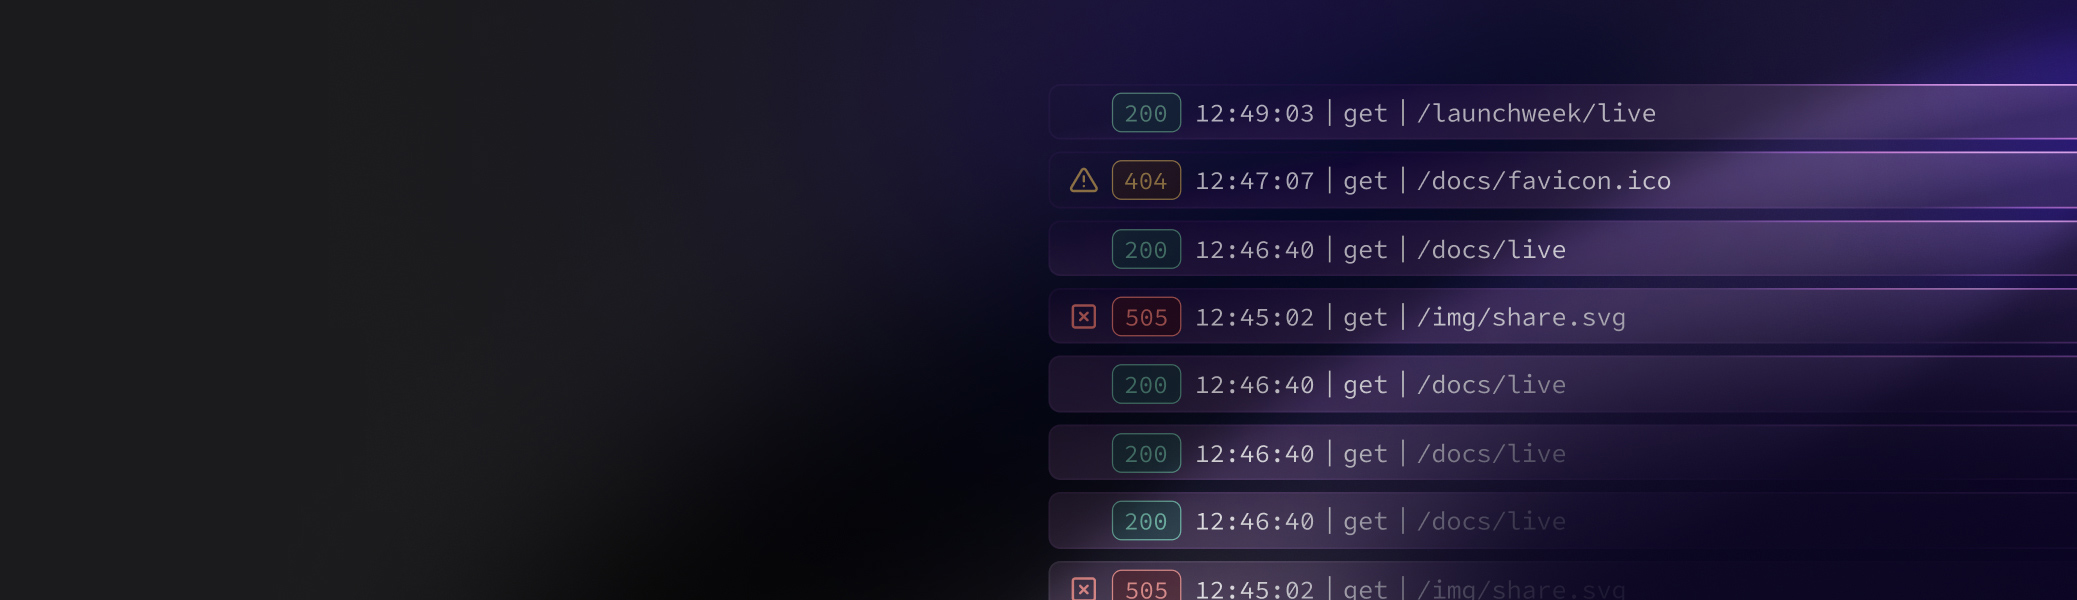 200 12:49:03 | get | /launchweek/live
404 12:47:07 | get | /docs/favicon.ico
200 12:46:40 | get | /docs/live
505 12:45:02 | get | /img/share.svg
200 12:46:40 | get | /docs/live
200 12:46:40 | get | /docs/live
200 12:46:40 | get | /docs/live
505 12:45:02 | get | /img/share.svg